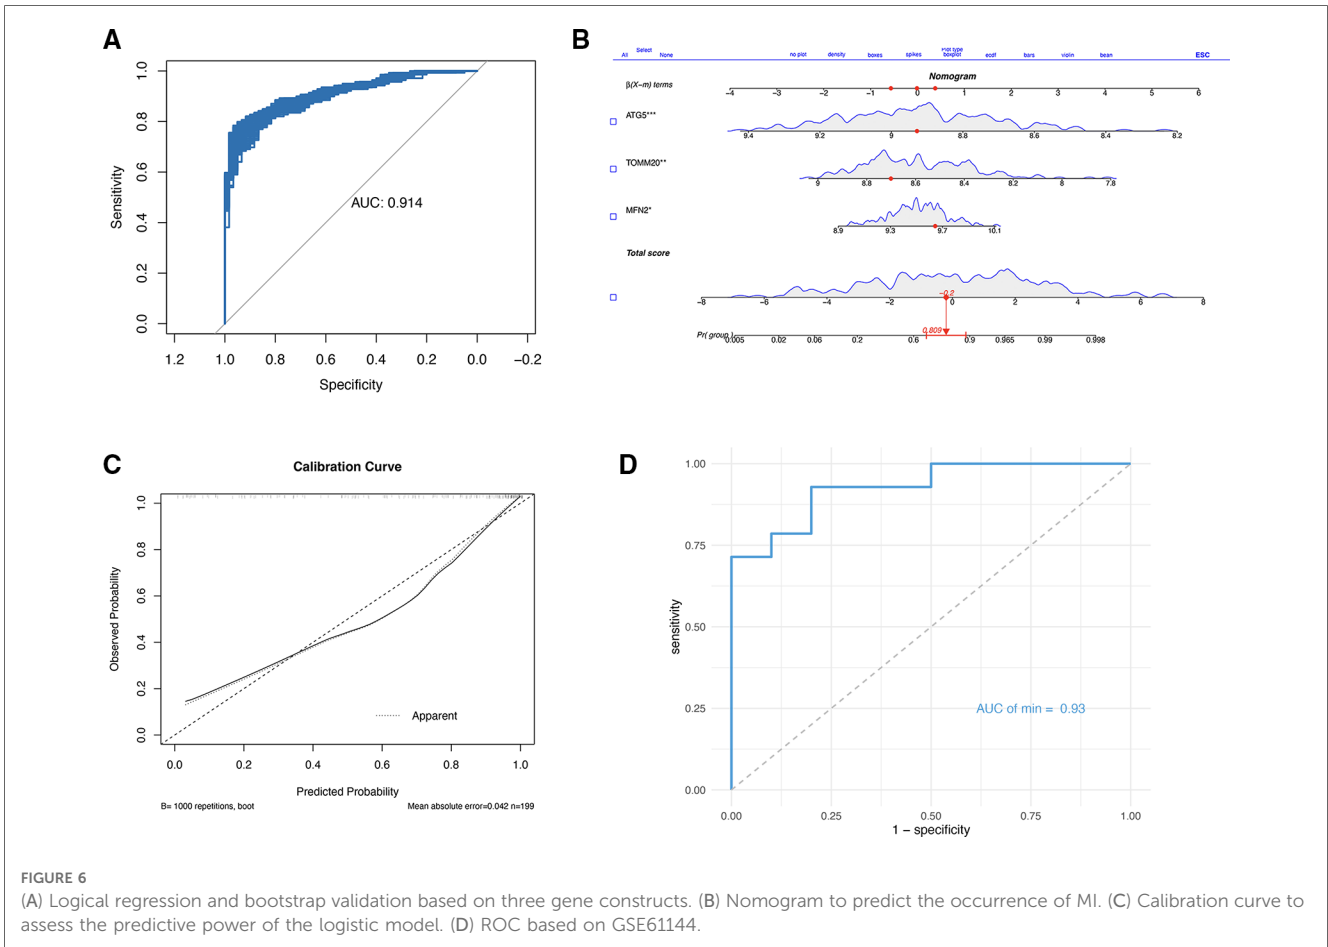 A
1.0
0.8
0.6
0.4
0.2
0.0
Sensitivity
AUC: 0.914
1.2 1.0 0.8 0.6 0.4 0.2 0.0 −0.2
Specificity
B
Select Plot type
All None no plot density boxes spikes boxplot ecdf bars violin bean ESC
Nomogram
β(X−m) terms
−4 −3 −2 −1 0 1 2 3 4 5 6
ATG5***
9.4 9.2 9 8.8 8.6 8.4 8.2
TOMM20**
9 8.8 8.6 8.4 8.2 8 7.8
MFN2*
8.9 9.3 9.7 10.1
Total score
−0.2
−8 −6 −4 −2 0 2 4 6 8
0.809
Pr( group )
0.005 0.02 0.06 0.2 0.6 0.9 0.965 0.99 0.998
C
Calibration Curve
1.0
0.8
0.6
0.4
0.2
0.0
Observed Probability
Apparent
0.0 0.2 0.4 0.6 0.8 1.0
Predicted Probability
B= 1000 repetitions, boot Mean absolute error=0.042 n=199
D
1.00
0.75
0.50
0.25
0.00
sensitivity
AUC of min = 0.93
0.00 0.25 0.50 0.75 1.00
1 − specificity
FIGURE 6
(A) Logical regression and bootstrap validation based on three gene constructs. (B) Nomogram to predict the occurrence of MI. (C) Calibration curve to
assess the predictive power of the logistic model. (D) ROC based on GSE61144.